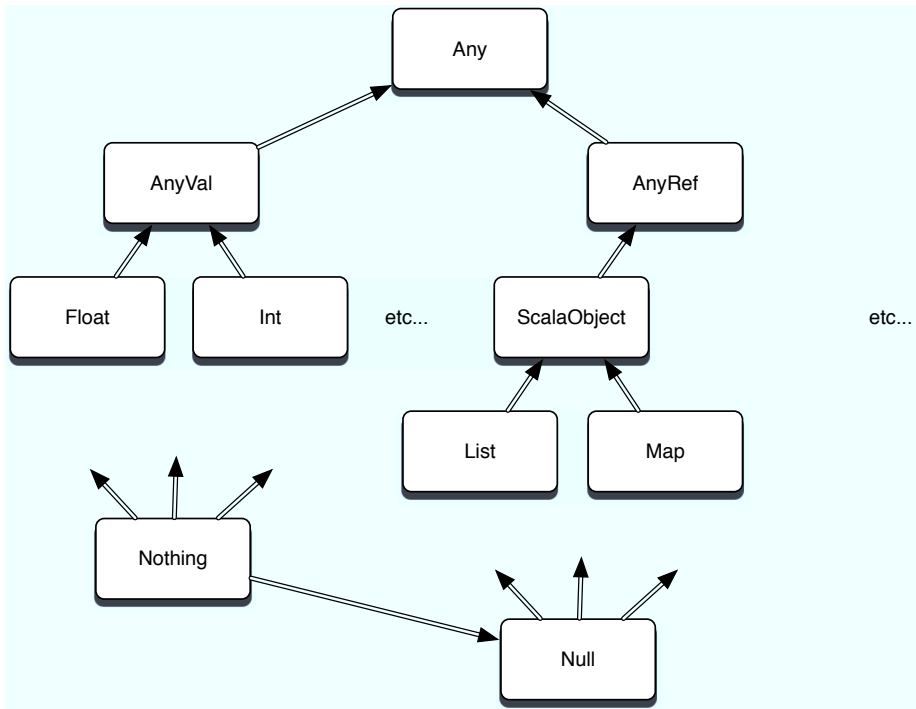 Any
AnyVal
AnyRef
Float
Int
etc...
ScalaObject
etc...
List
Map
Nothing
Null